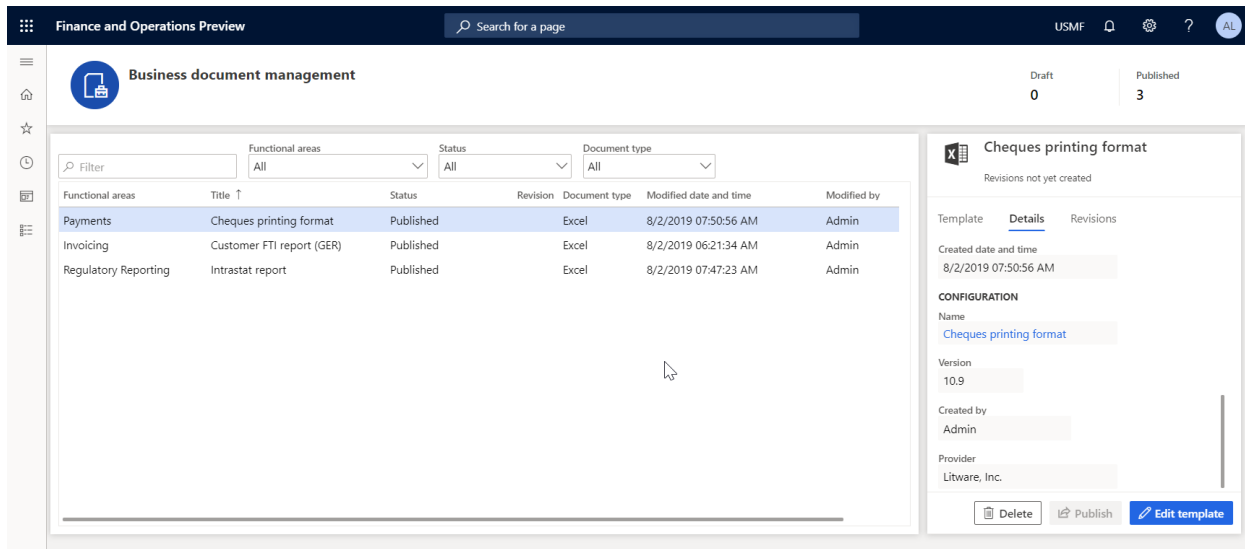 Finance and Operations Preview
Search for a page
USMF
AL
Business document management
Draft
0
Published
3
Functional areas
Status
Document type
Filter
All
All
All
Functional areas Title ↑ Status Revision Document type Modified date and time Modified by
Payments Cheques printing format Published Excel 8/2/2019 07:50:56 AM Admin
Invoicing Customer FTI report (GER) Published Excel 8/2/2019 06:21:34 AM Admin
Regulatory Reporting Intrastat report Published Excel 8/2/2019 07:47:23 AM Admin
Cheques printing format
Revisions not yet created
Template Details Revisions
Created date and time
8/2/2019 07:50:56 AM
CONFIGURATION
Name
Cheques printing format
Version
10.9
Created by
Admin
Provider
Litware, Inc.
Delete Publish Edit template